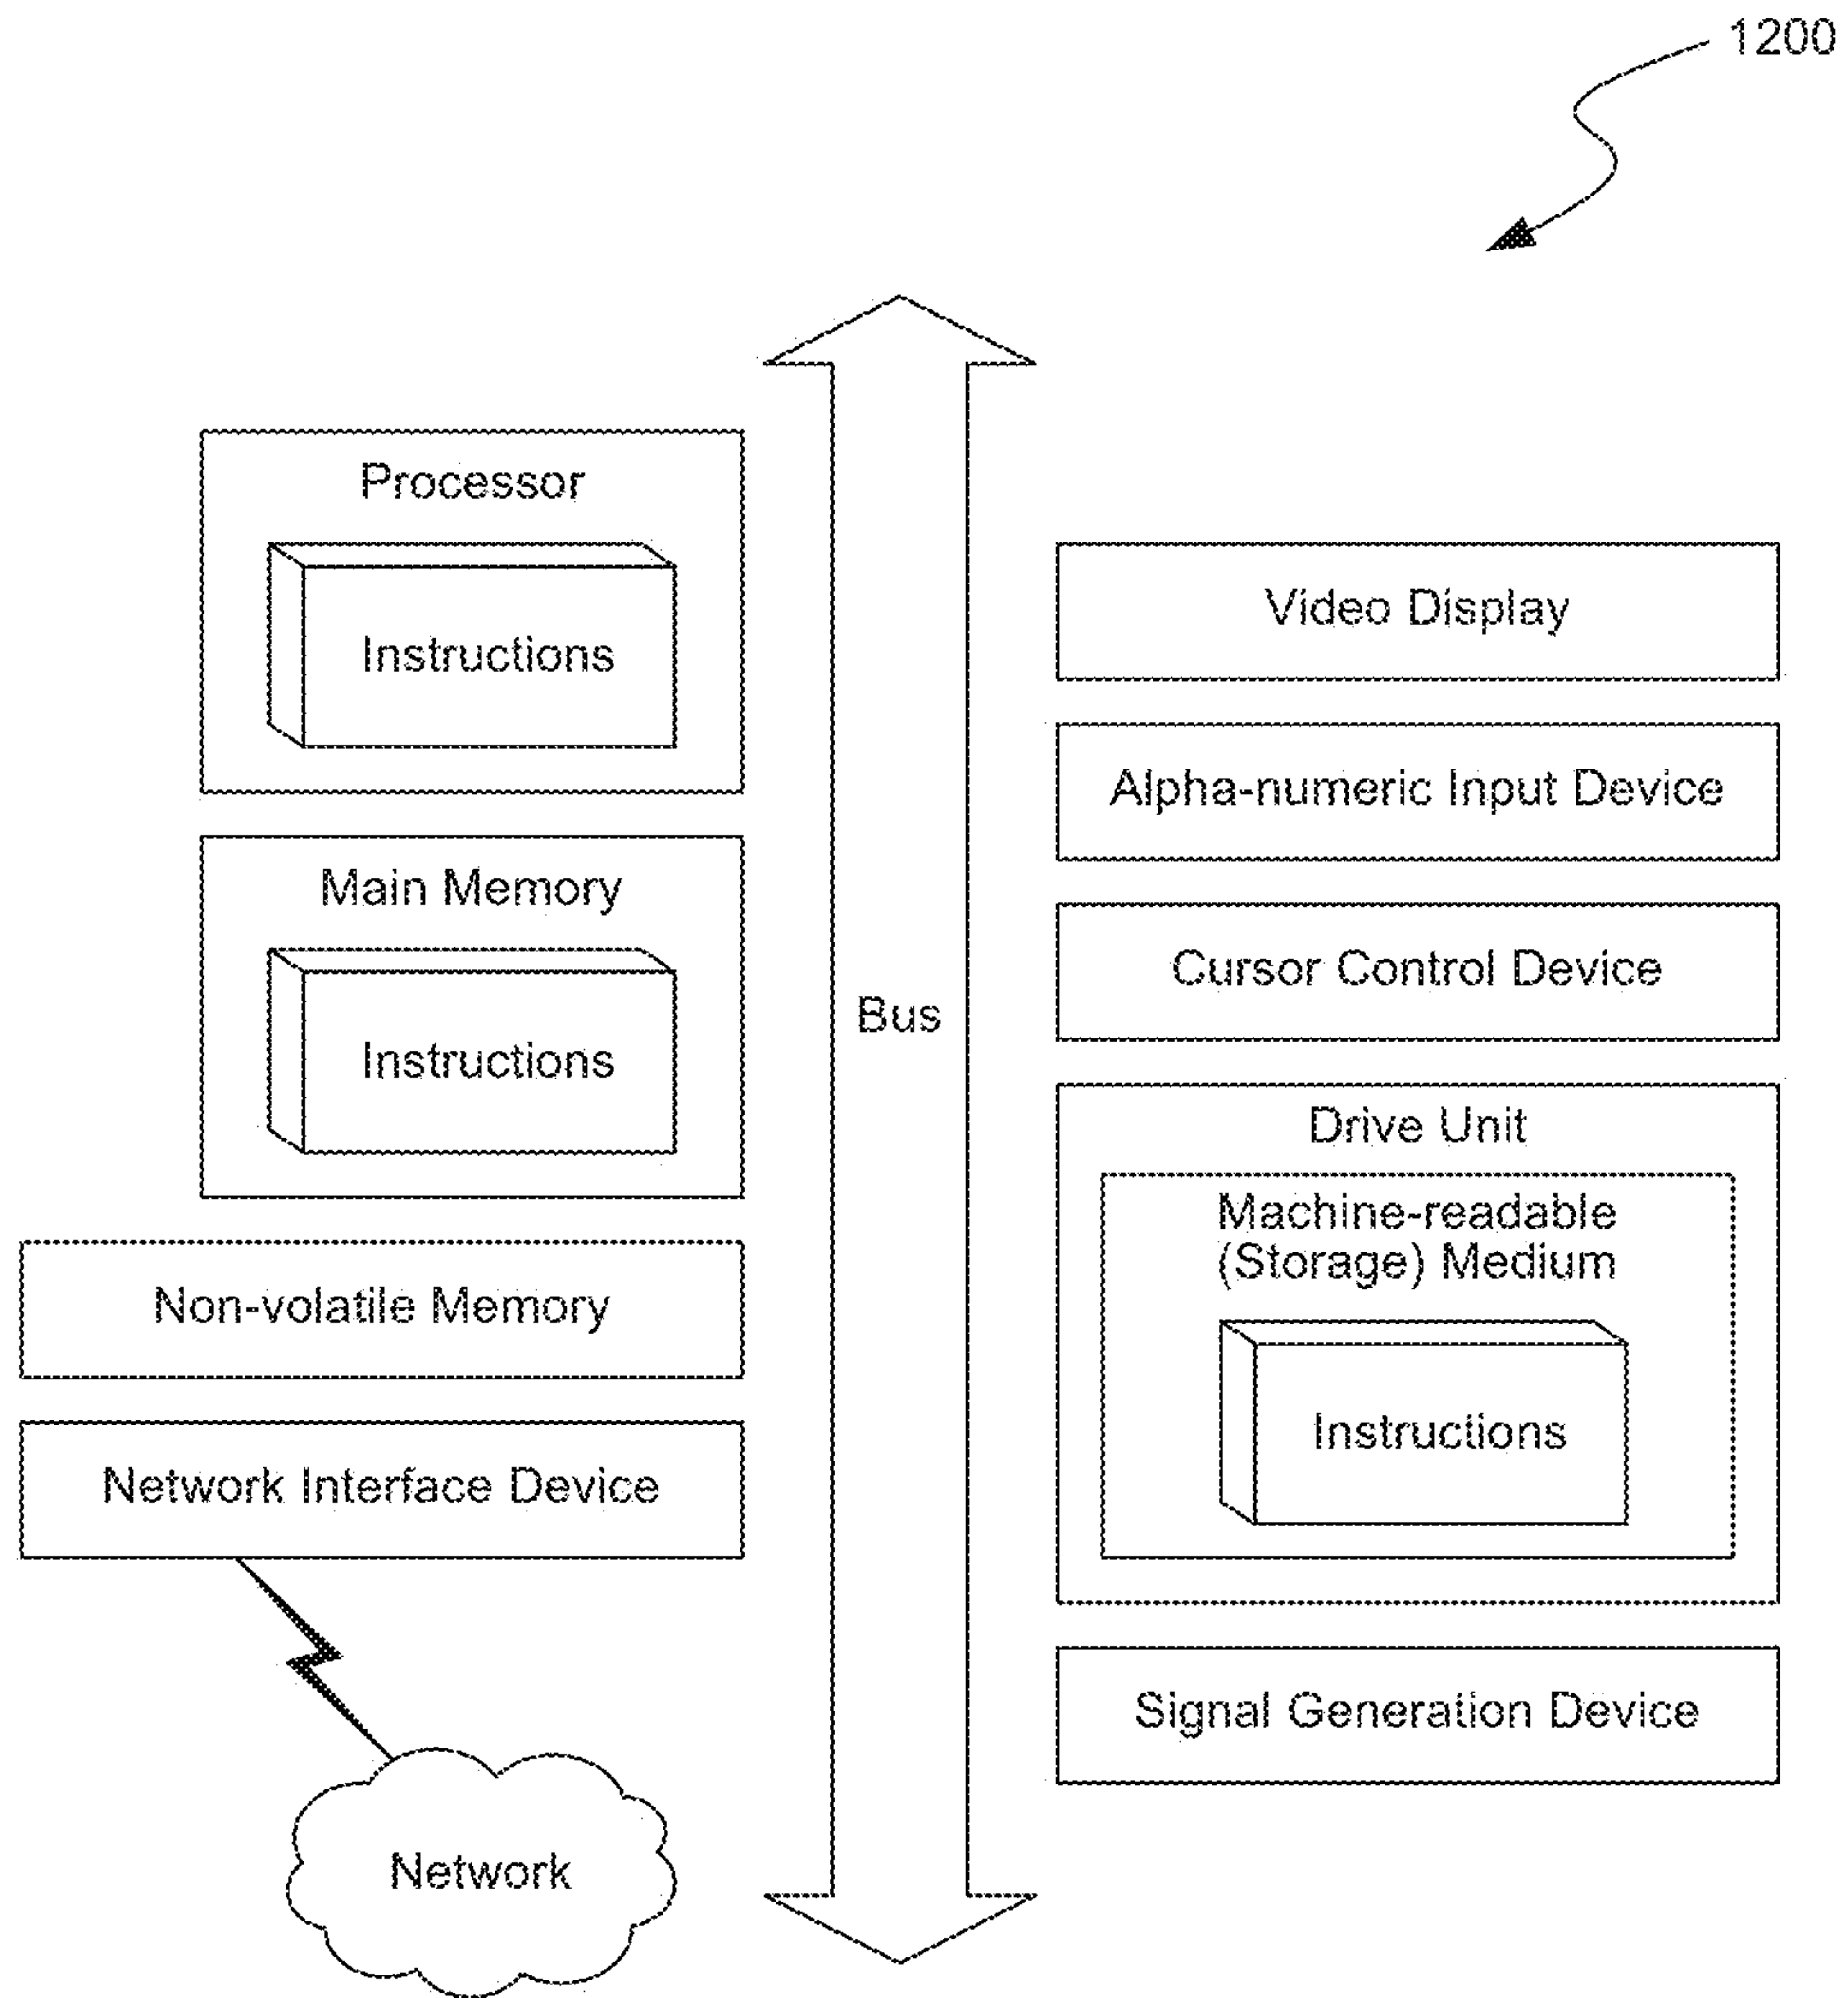 1200
Processor
Instructions
Main Memory
Instructions
Non-volatile Memory
Network Interface Device
Network
Bus
Video Display
Alpha-numeric Input Device
Cursor Control Device
Drive Unit
Machine-readable
(Storage) Medium
Instructions
Signal Generation Device